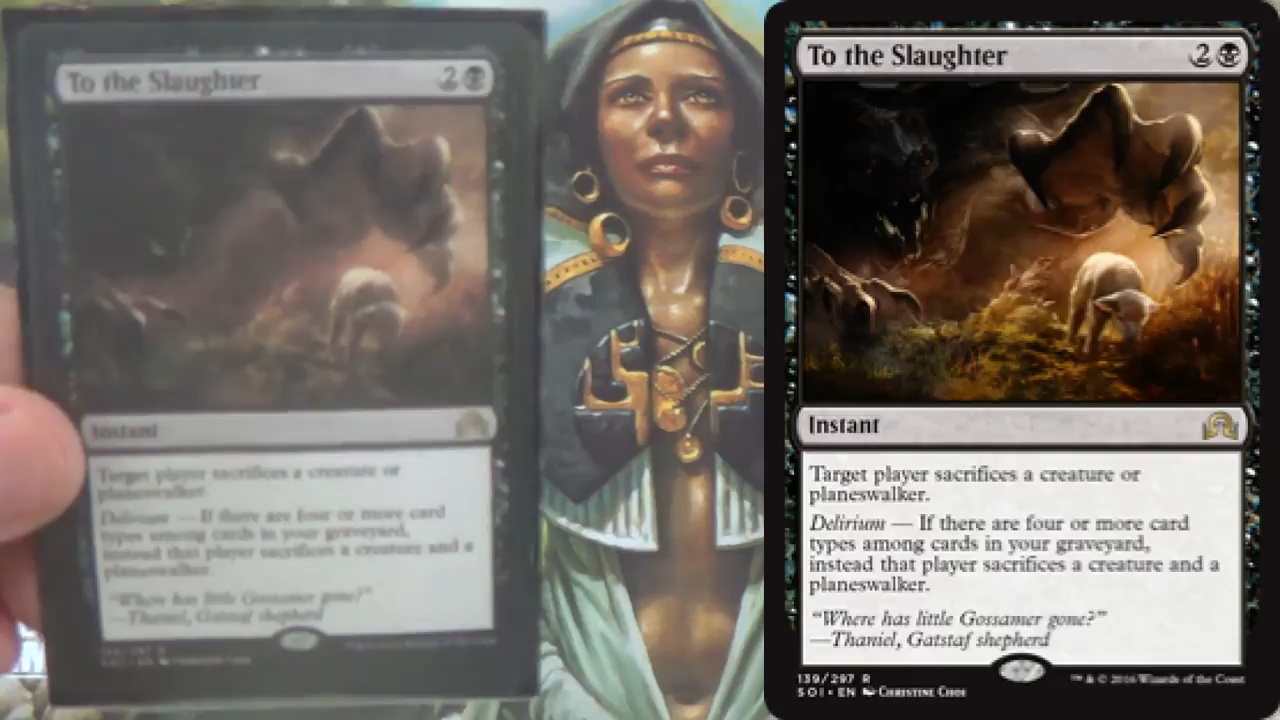 To the Slaughter 2
Instant
Target player sacrifices a creature or
planeswalker.
Delirium — If there are four or more card
types among cards in your graveyard,
instead that player sacrifices a creature and a
planeswalker.
"Where has little Gossamer gone?"
Thaniel, Gatstaf shepherd
To the Slaughter 2
Instant
Target player sacrifices a creature or
planeswalker.
Delirium — If there are four or more card
types among cards in your graveyard,
instead that player sacrifices a creature and a
planeswalker.
"Where has little Gossamer gone?"
—Thaniel, Gatstaf shepherd
139/297 R
SOI • EN CHRISTINE CHOI
™ & © 2016 Wizards of the Coast